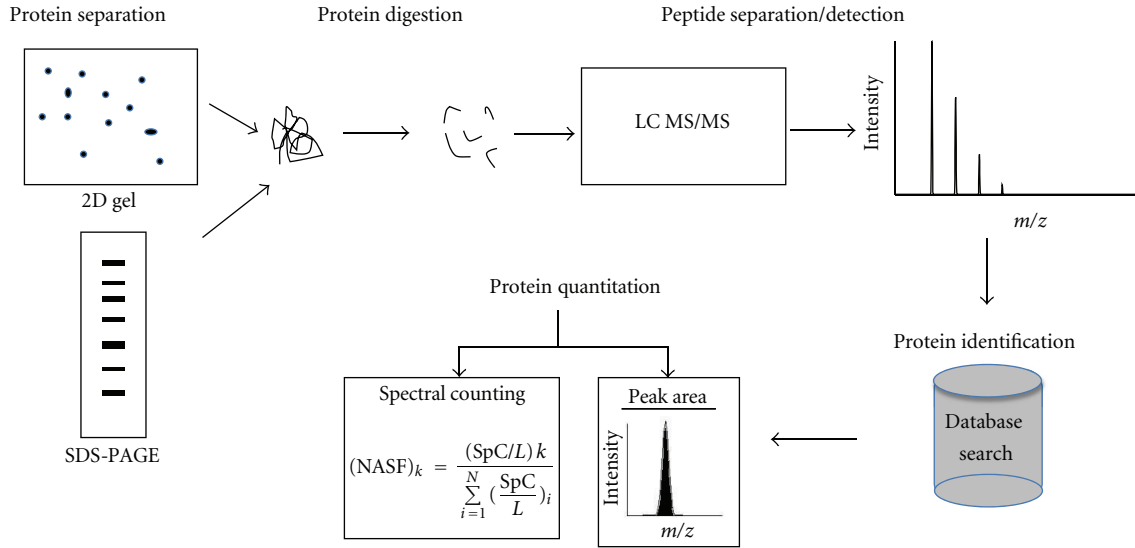 Protein separation
Protein digestion
Peptide separation/detection
2D gel
SDS-PAGE
LC MS/MS
Intensity
m/z
Protein identification
Database
search
Protein quantitation
Spectral counting
(NASF)k = (SpC/L) k / N∑i=1 (SpC/L)i
Peak area
Intensity
m/z